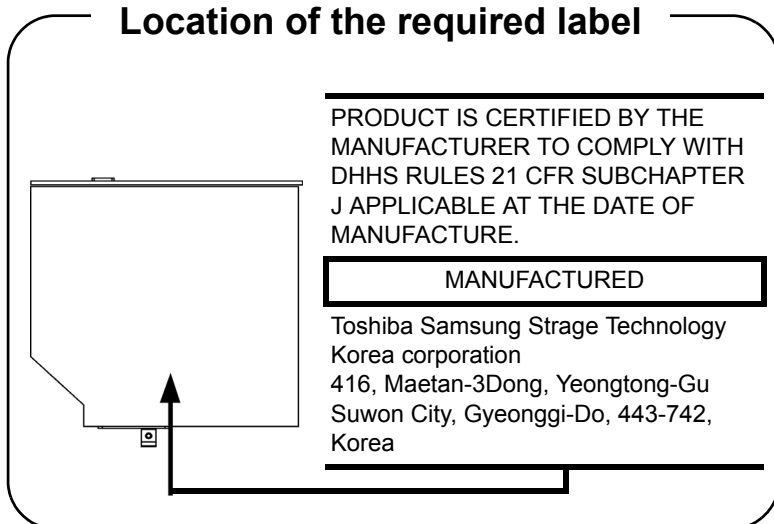 Location of the required label
PRODUCT IS CERTIFIED BY THE
MANUFACTURER TO COMPLY WITH
DHHS RULES 21 CFR SUBCHAPTER
J APPLICABLE AT THE DATE OF
MANUFACTURE.
MANUFACTURED
Toshiba Samsung Strage Technology
Korea corporation
416, Maetan-3Dong, Yeongtong-Gu
Suwon City, Gyeonggi-Do, 443-742,
Korea